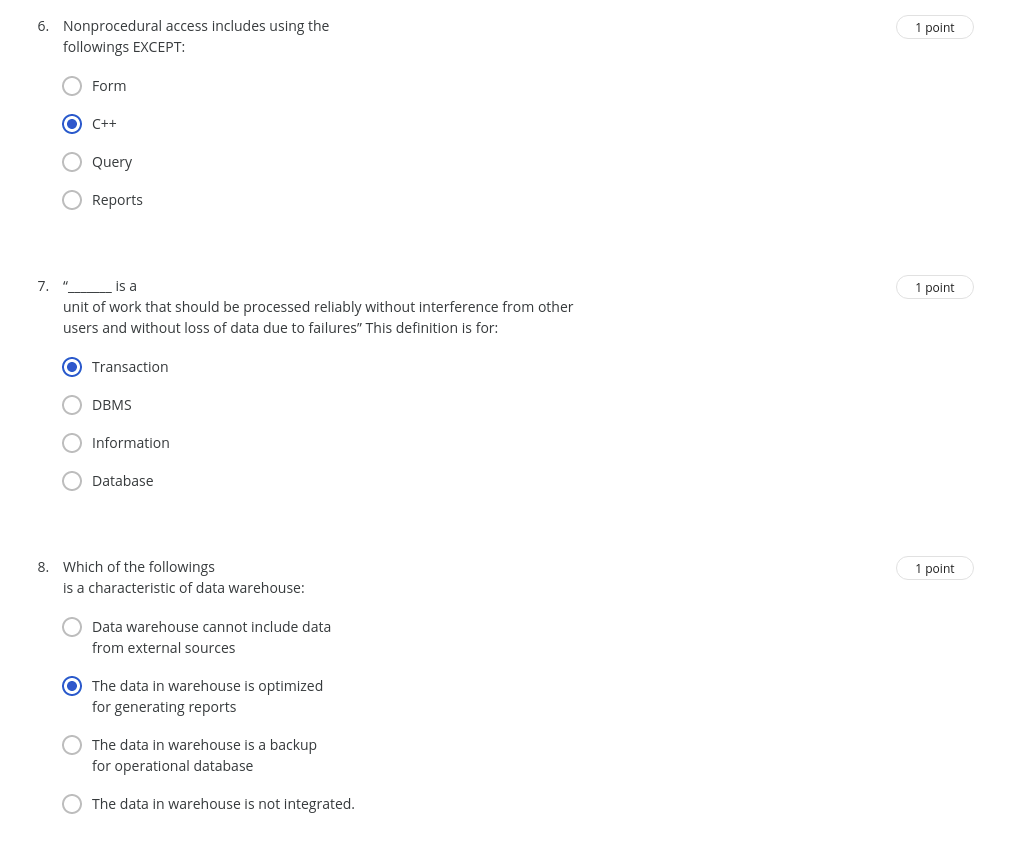 6. Nonprocedural access includes using the
followings EXCEPT:
1 point
Form
C++
Query
Reports
7. “_______ is a
unit of work that should be processed reliably without interference from other
users and without loss of data due to failures” This definition is for:
1 point
Transaction
DBMS
Information
Database
8. Which of the followings
is a characteristic of data warehouse:
1 point
Data warehouse cannot include data
from external sources
The data in warehouse is optimized
for generating reports
The data in warehouse is a backup
for operational database
The data in warehouse is not integrated.